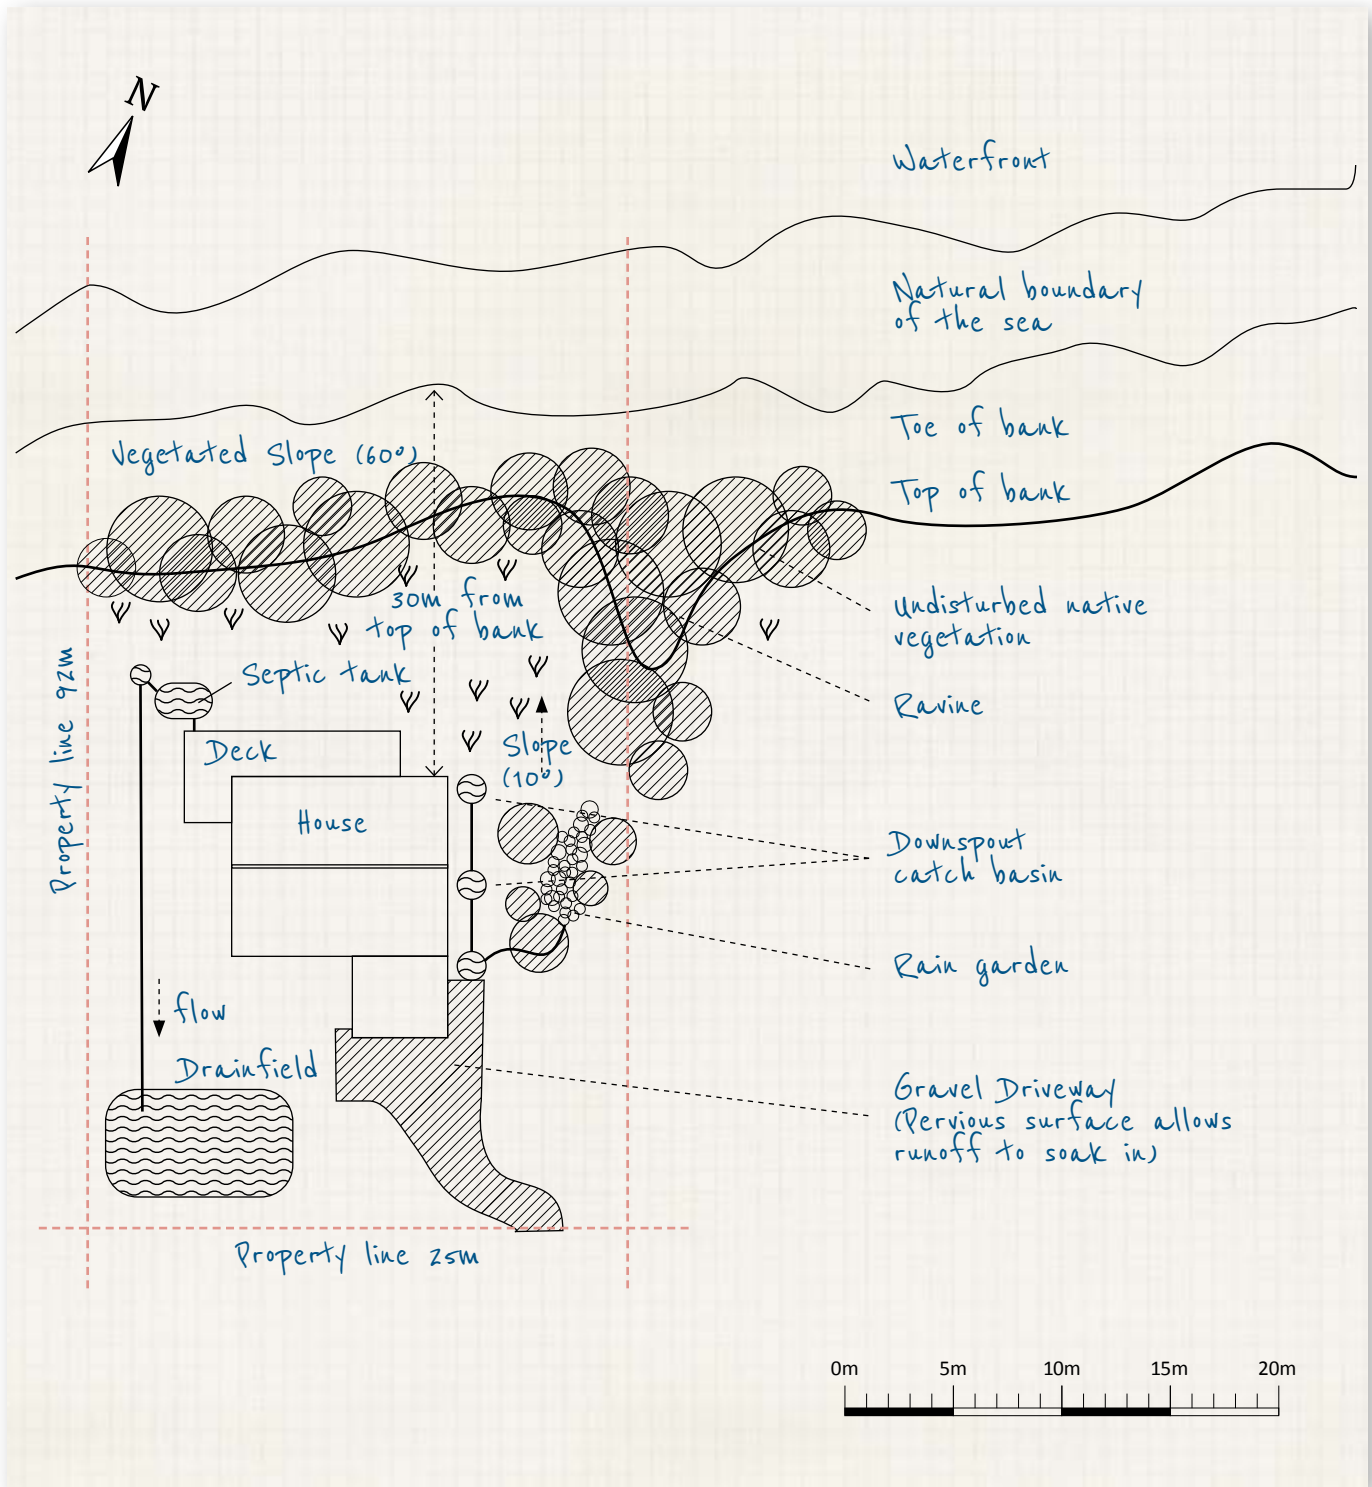 N
Waterfront
Natural boundary
of the sea
Toe of bank
Vegetated Slope (60°)
Top of bank
30m from
top of bank
Undisturbed native
vegetation
Septic tank
Ravine
Property line 92m
Deck
Slope
(10°)
House
Downspout
catch basin
Rain garden
flow
Drainfield
Gravel Driveway
(Pervious surface allows
runoff to soak in)
Property line 25m
0m 5m 10m 15m 20m